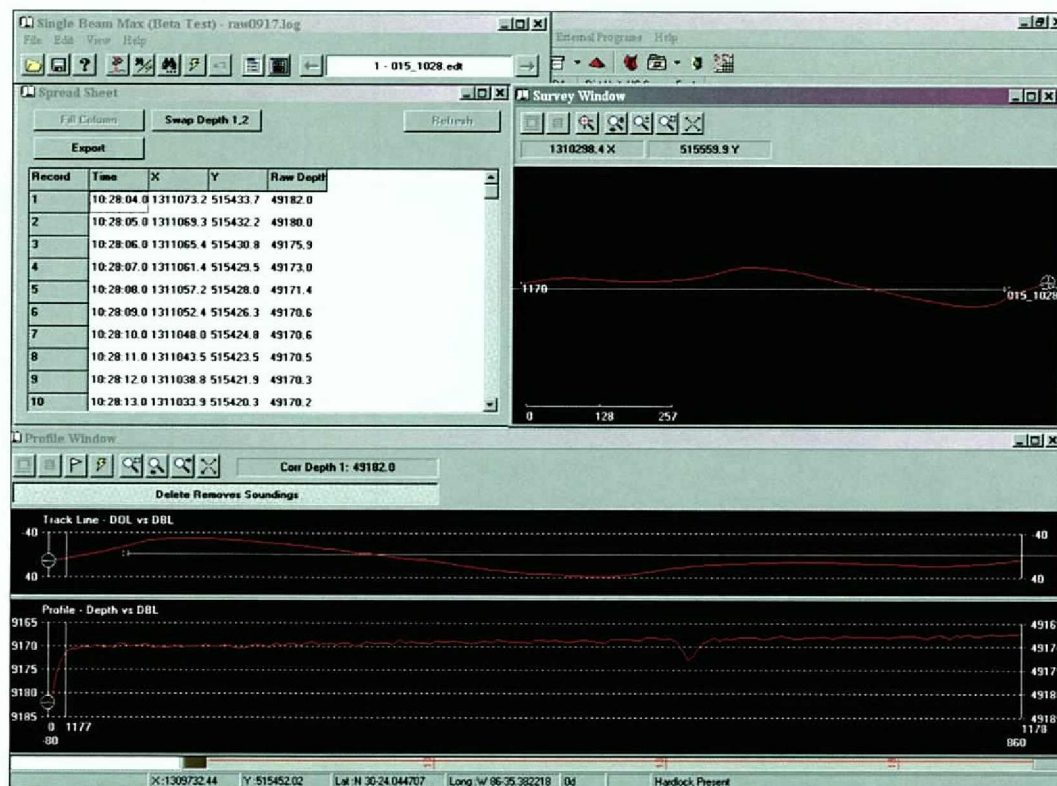 Single Beam Max (Beta Test) - raw0917.log
File Edit View Help
External Programs Help
1 - 015_1028.edt
Spread Sheet
Survey Window
Fill Column Swap Depth 1,2 Refresh
Export
1310298.4 X 515559.9 Y
Record Time X Y Raw Depth
1 10:28:04.0 1311073.2 515433.7 49182.0
2 10:28:05.0 1311069.3 515432.2 49180.0
3 10:28:06.0 1311065.4 515430.8 49175.9
4 10:28:07.0 1311061.4 515429.5 49173.0
5 10:28:08.0 1311057.2 515428.0 49171.4
6 10:28:09.0 1311052.4 515426.3 49170.6
7 10:28:10.0 1311048.0 515424.8 49170.6
8 10:28:11.0 1311043.5 515423.5 49170.5
9 10:28:12.0 1311038.8 515421.9 49170.3
10 10:28:13.0 1311033.9 515420.3 49170.2
1170
015_1028
0 128 257
Profile Window
Corr Depth 1: 49182.0
Delete Removes Soundings
Track Line - DOL vs DBL
-40 -40
40 40
Profile - Depth vs DBL
9165 4916
9170 4917
9175 4917
9180 4918
9185 4918
0 1177 1178
-80 860
X:1309732.44 Y:515452.02 Lat:N 30-24.044707 Long:W 86-35.382218 0d Hardlock Present